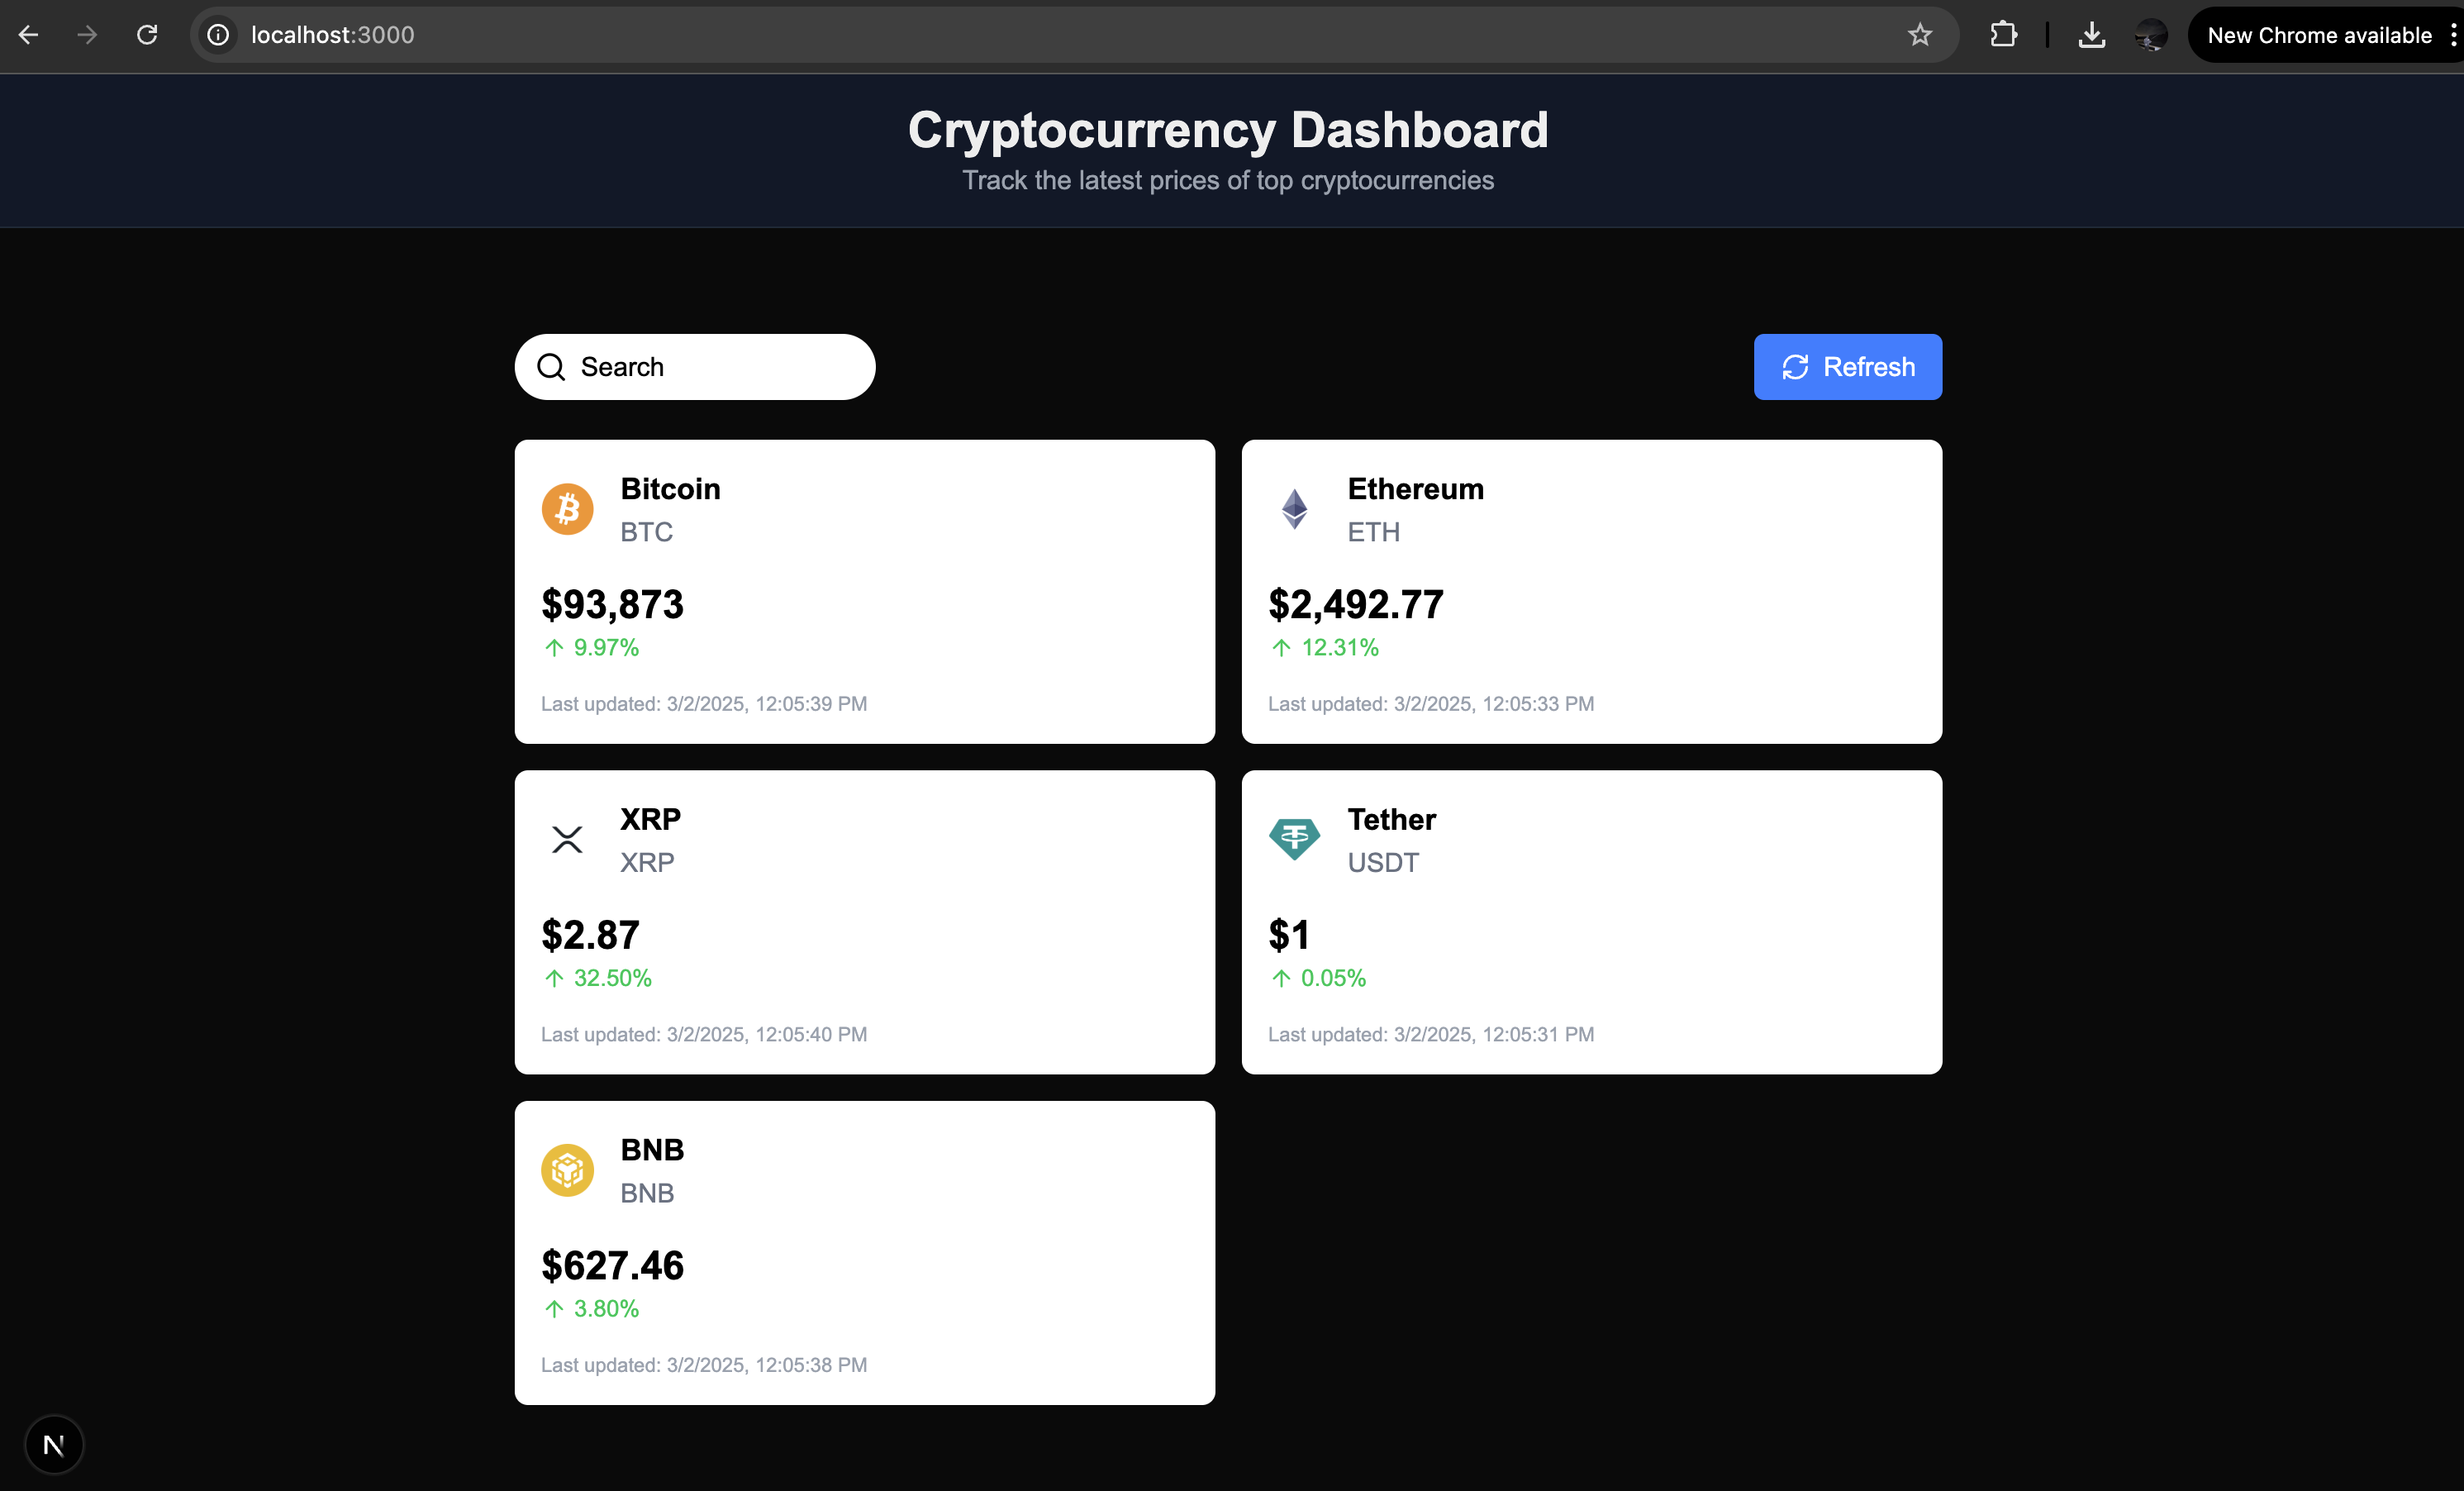 localhost:3000
New Chrome available
Cryptocurrency Dashboard
Track the latest prices of top cryptocurrencies
Search
Refresh
Bitcoin
BTC
$93,873
↑ 9.97%
Last updated: 3/2/2025, 12:05:39 PM
Ethereum
ETH
$2,492.77
↑ 12.31%
Last updated: 3/2/2025, 12:05:33 PM
XRP
XRP
$2.87
↑ 32.50%
Last updated: 3/2/2025, 12:05:40 PM
Tether
USDT
$1
↑ 0.05%
Last updated: 3/2/2025, 12:05:31 PM
BNB
BNB
$627.46
↑ 3.80%
Last updated: 3/2/2025, 12:05:38 PM
N